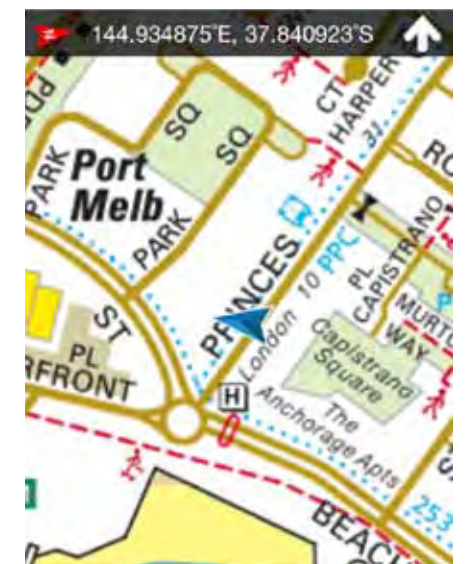 144.934875°E, 37.840923°S
CT
HARPER
SQ
SQ
31
RO
PARK
Port
Melb
PARK
PRINCES
PPC
PL
CAPISTRANO
P
MURTO
WAY
London
10
Capistrano
Square
ST
PL
RFRONT
H
The
Anchorage Apts
253
BEAC